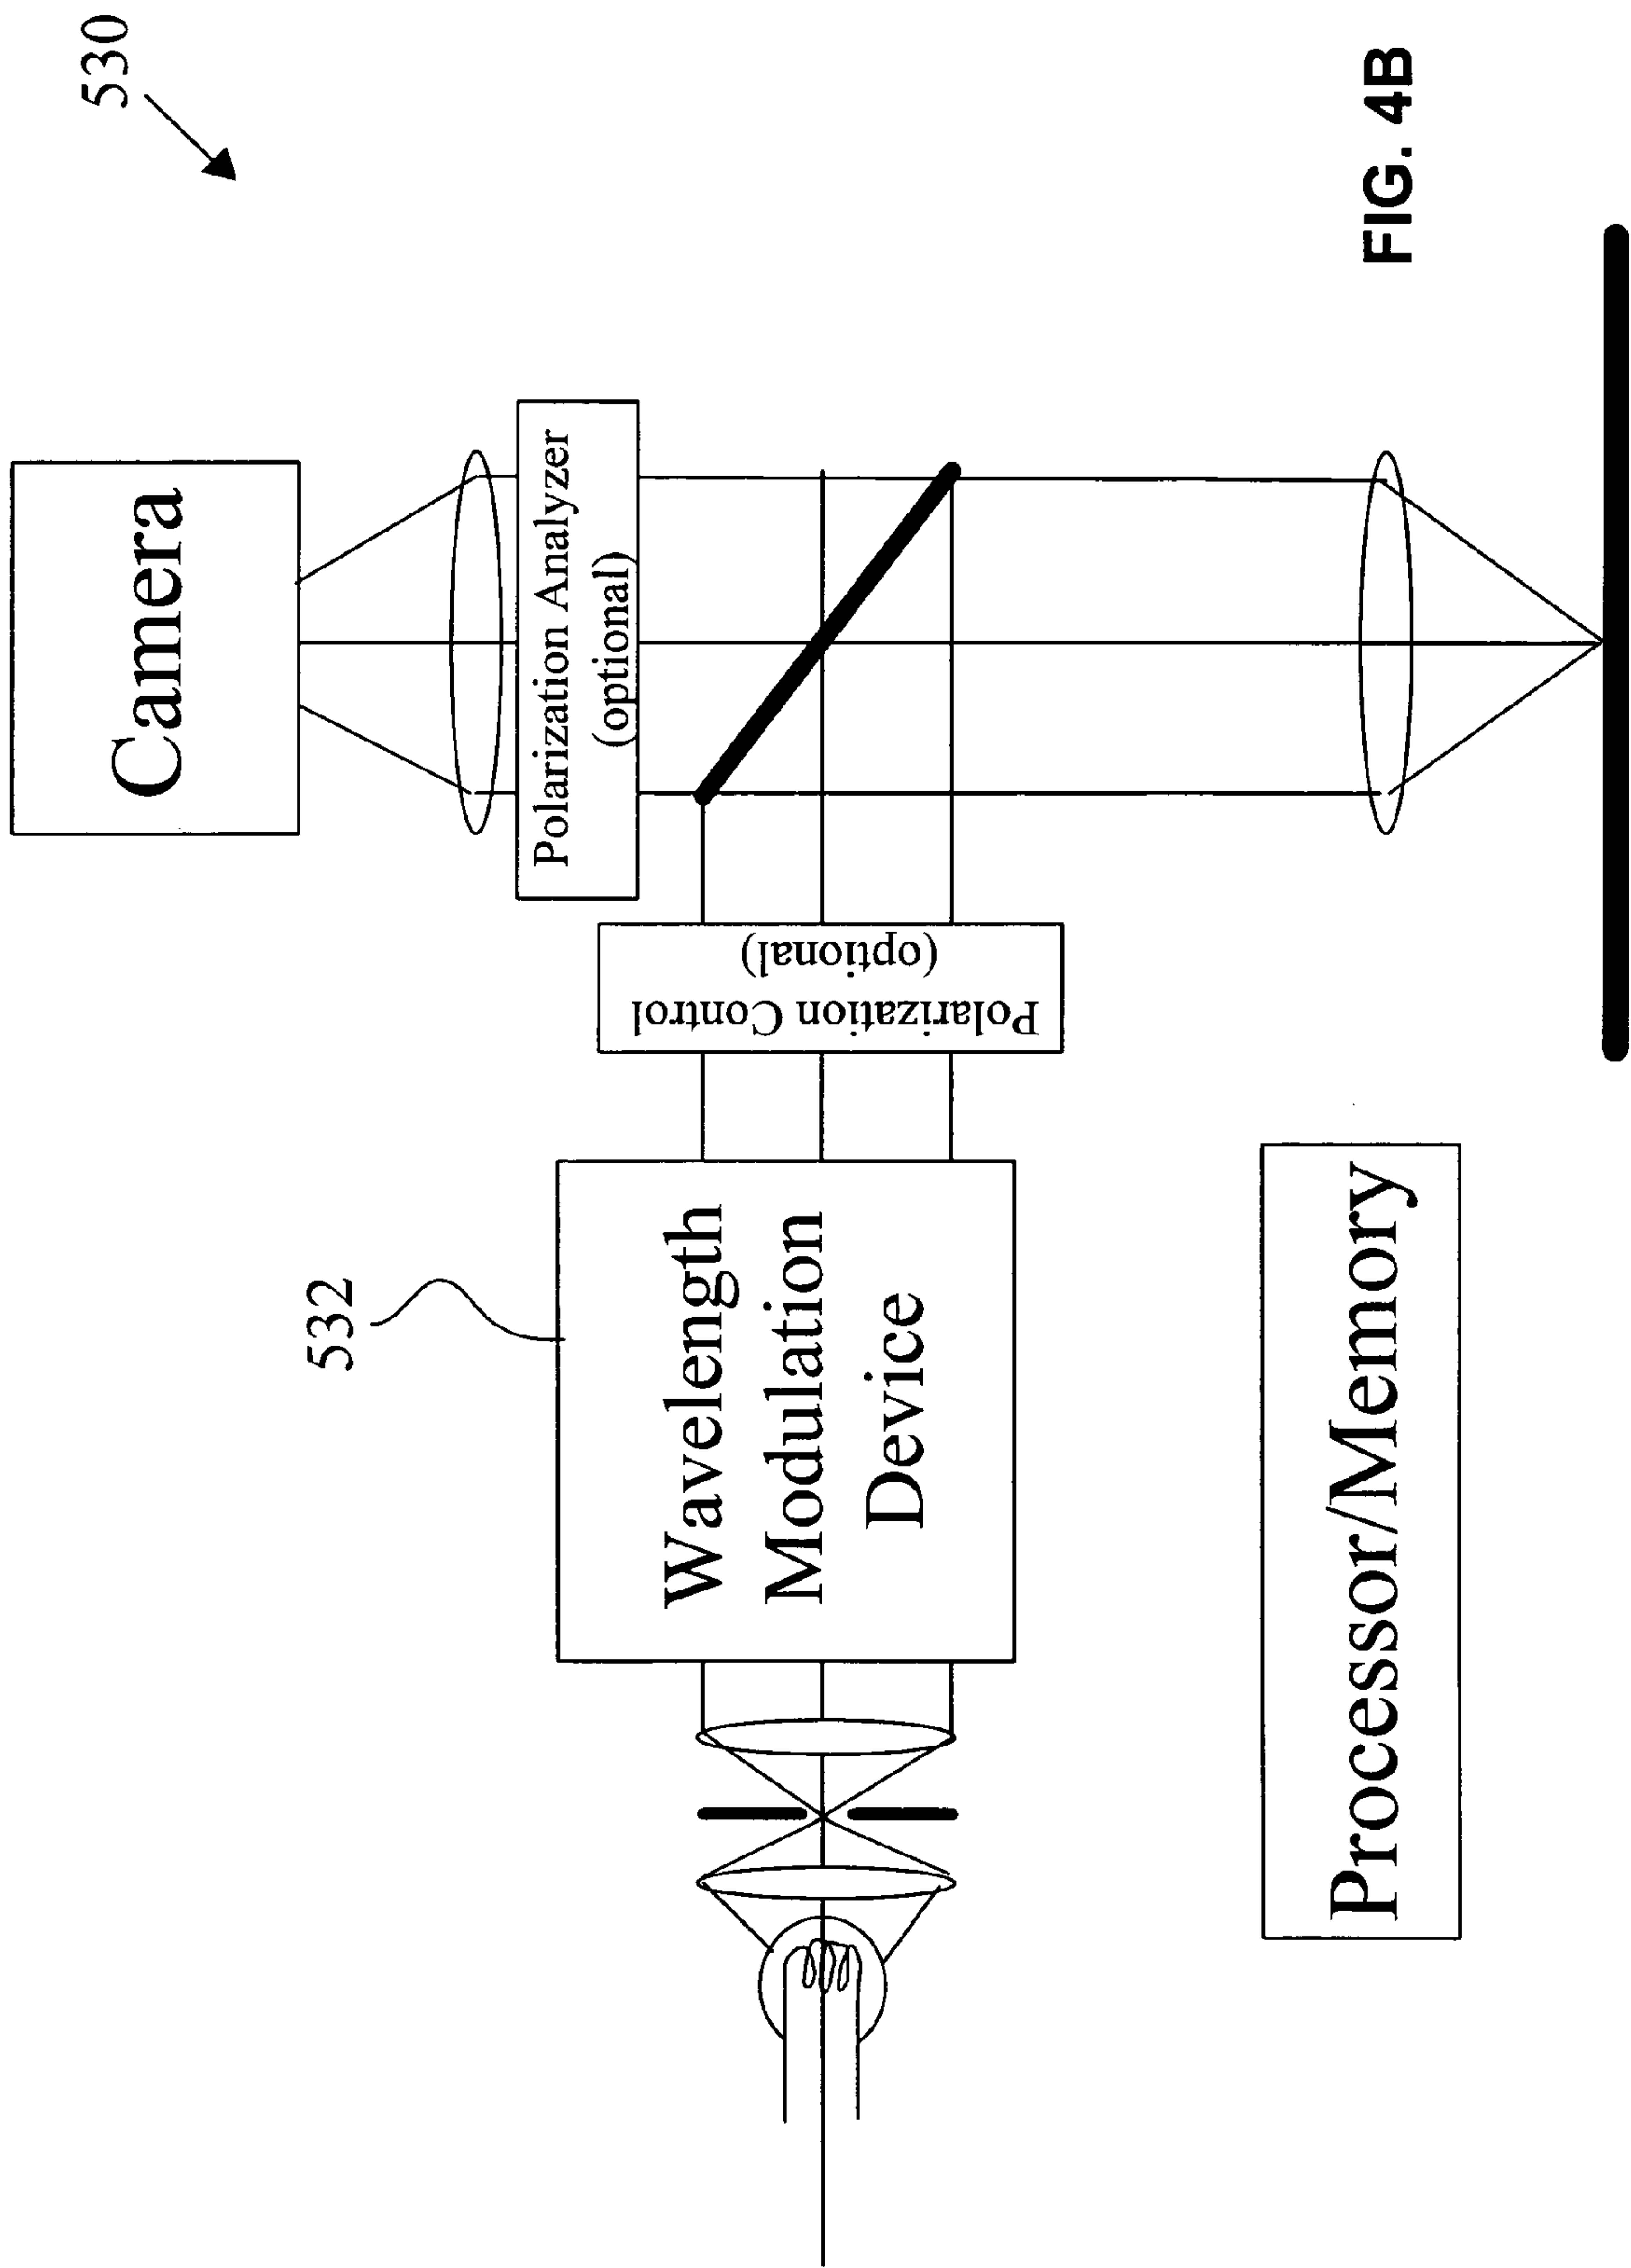 530
Camera
Polarization Analyzer
(optional)
Polarization Control
(optional)
532
Wavelength
Modulation
Device
Processor/Memory
FIG. 4B